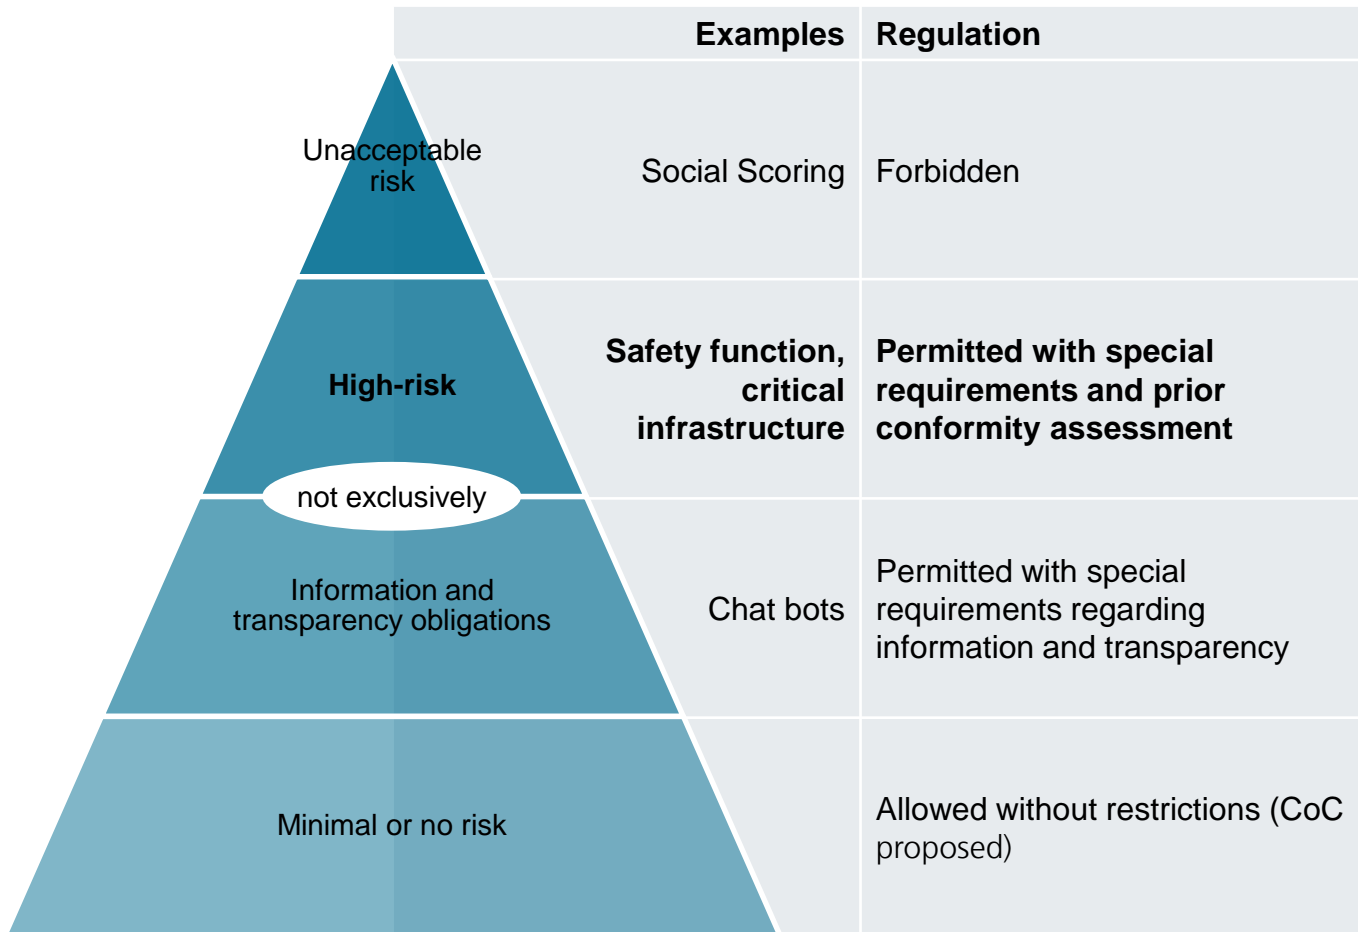 Examples
Regulation
Unacceptable
risk
Social Scoring
Forbidden
High-risk
Safety function,
critical
infrastructure
Permitted with special
requirements and prior
conformity assessment
not exclusively
Information and
transparency obligations
Chat bots
Permitted with special
requirements regarding
information and transparency
Minimal or no risk
Allowed without restrictions (CoC
proposed)